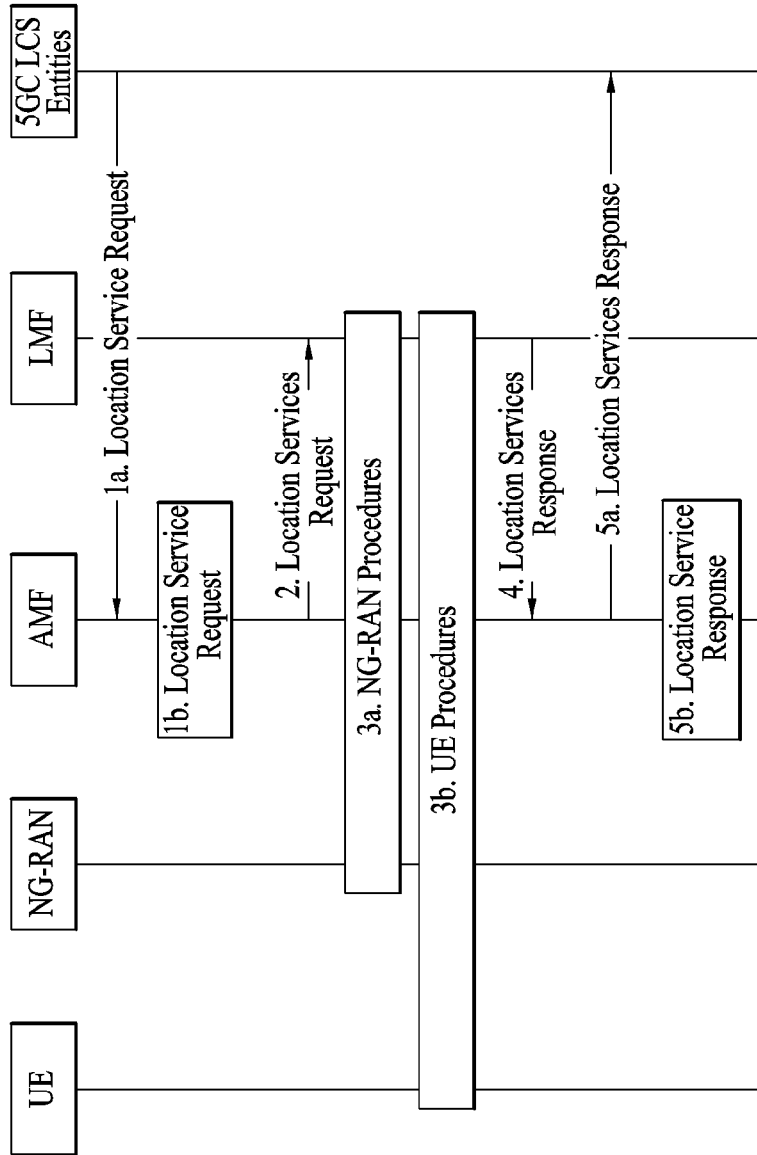 UE
NG-RAN
AMF
LMF
5GC LCS
Entities
1a. Location Service Request
1b. Location Service
Request
2. Location Services
Request
3a. NG-RAN Procedures
3b. UE Procedures
4. Location Services
Response
5a. Location Services Response
5b. Location Service
Response